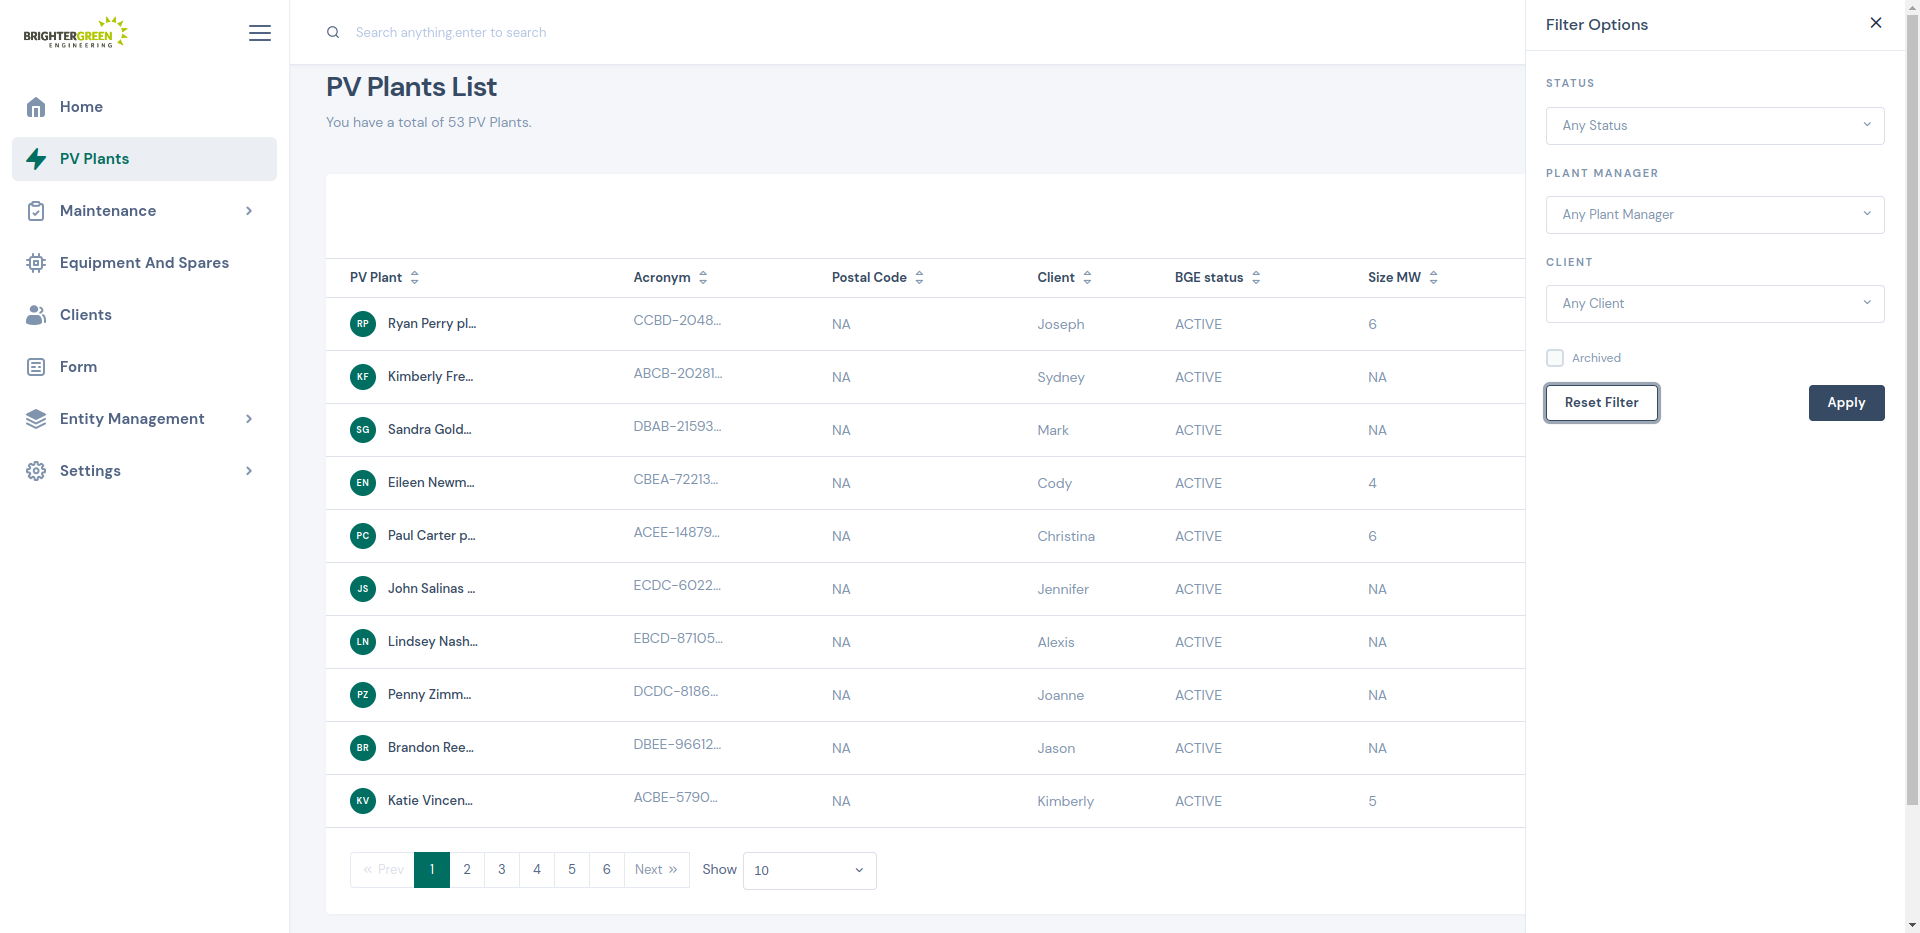 BRIGHTERGREEN
ENGINEERING
Search anything.enter to search
Home
PV Plants
Maintenance
Equipment And Spares
Clients
Form
Entity Management
Settings
PV Plants List
You have a total of 53 PV Plants.
PV Plant Acronym Postal Code Client BGE status Size MW
RP Ryan Perry pl... CCBD-2048... NA Joseph ACTIVE 6
KF Kimberly Fre... ABCB-20281... NA Sydney ACTIVE NA
SG Sandra Gold... DBAB-21593... NA Mark ACTIVE NA
EN Eileen Newm... CBEA-72213... NA Cody ACTIVE 4
PC Paul Carter p... ACEE-14879... NA Christina ACTIVE 6
JS John Salinas ... ECDC-6022... NA Jennifer ACTIVE NA
LN Lindsey Nash... EBCD-87105... NA Alexis ACTIVE NA
PZ Penny Zimm... DCDC-8186... NA Joanne ACTIVE NA
BR Brandon Ree... DBEE-96612... NA Jason ACTIVE NA
KV Katie Vincen... ACBE-5790... NA Kimberly ACTIVE 5
« Prev 1 2 3 4 5 6 Next » Show 10
Filter Options
STATUS
Any Status
PLANT MANAGER
Any Plant Manager
CLIENT
Any Client
Archived
Reset Filter Apply